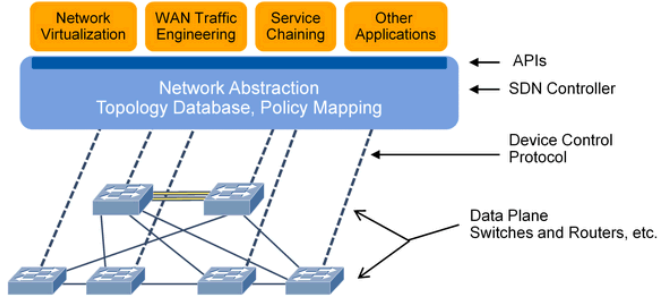 Network
Virtualization
WAN Traffic
Engineering
Service
Chaining
Other
Applications
APIs
Network Abstraction
Topology Database, Policy Mapping
SDN Controller
Device Control
Protocol
Data Plane
Switches and Routers, etc.